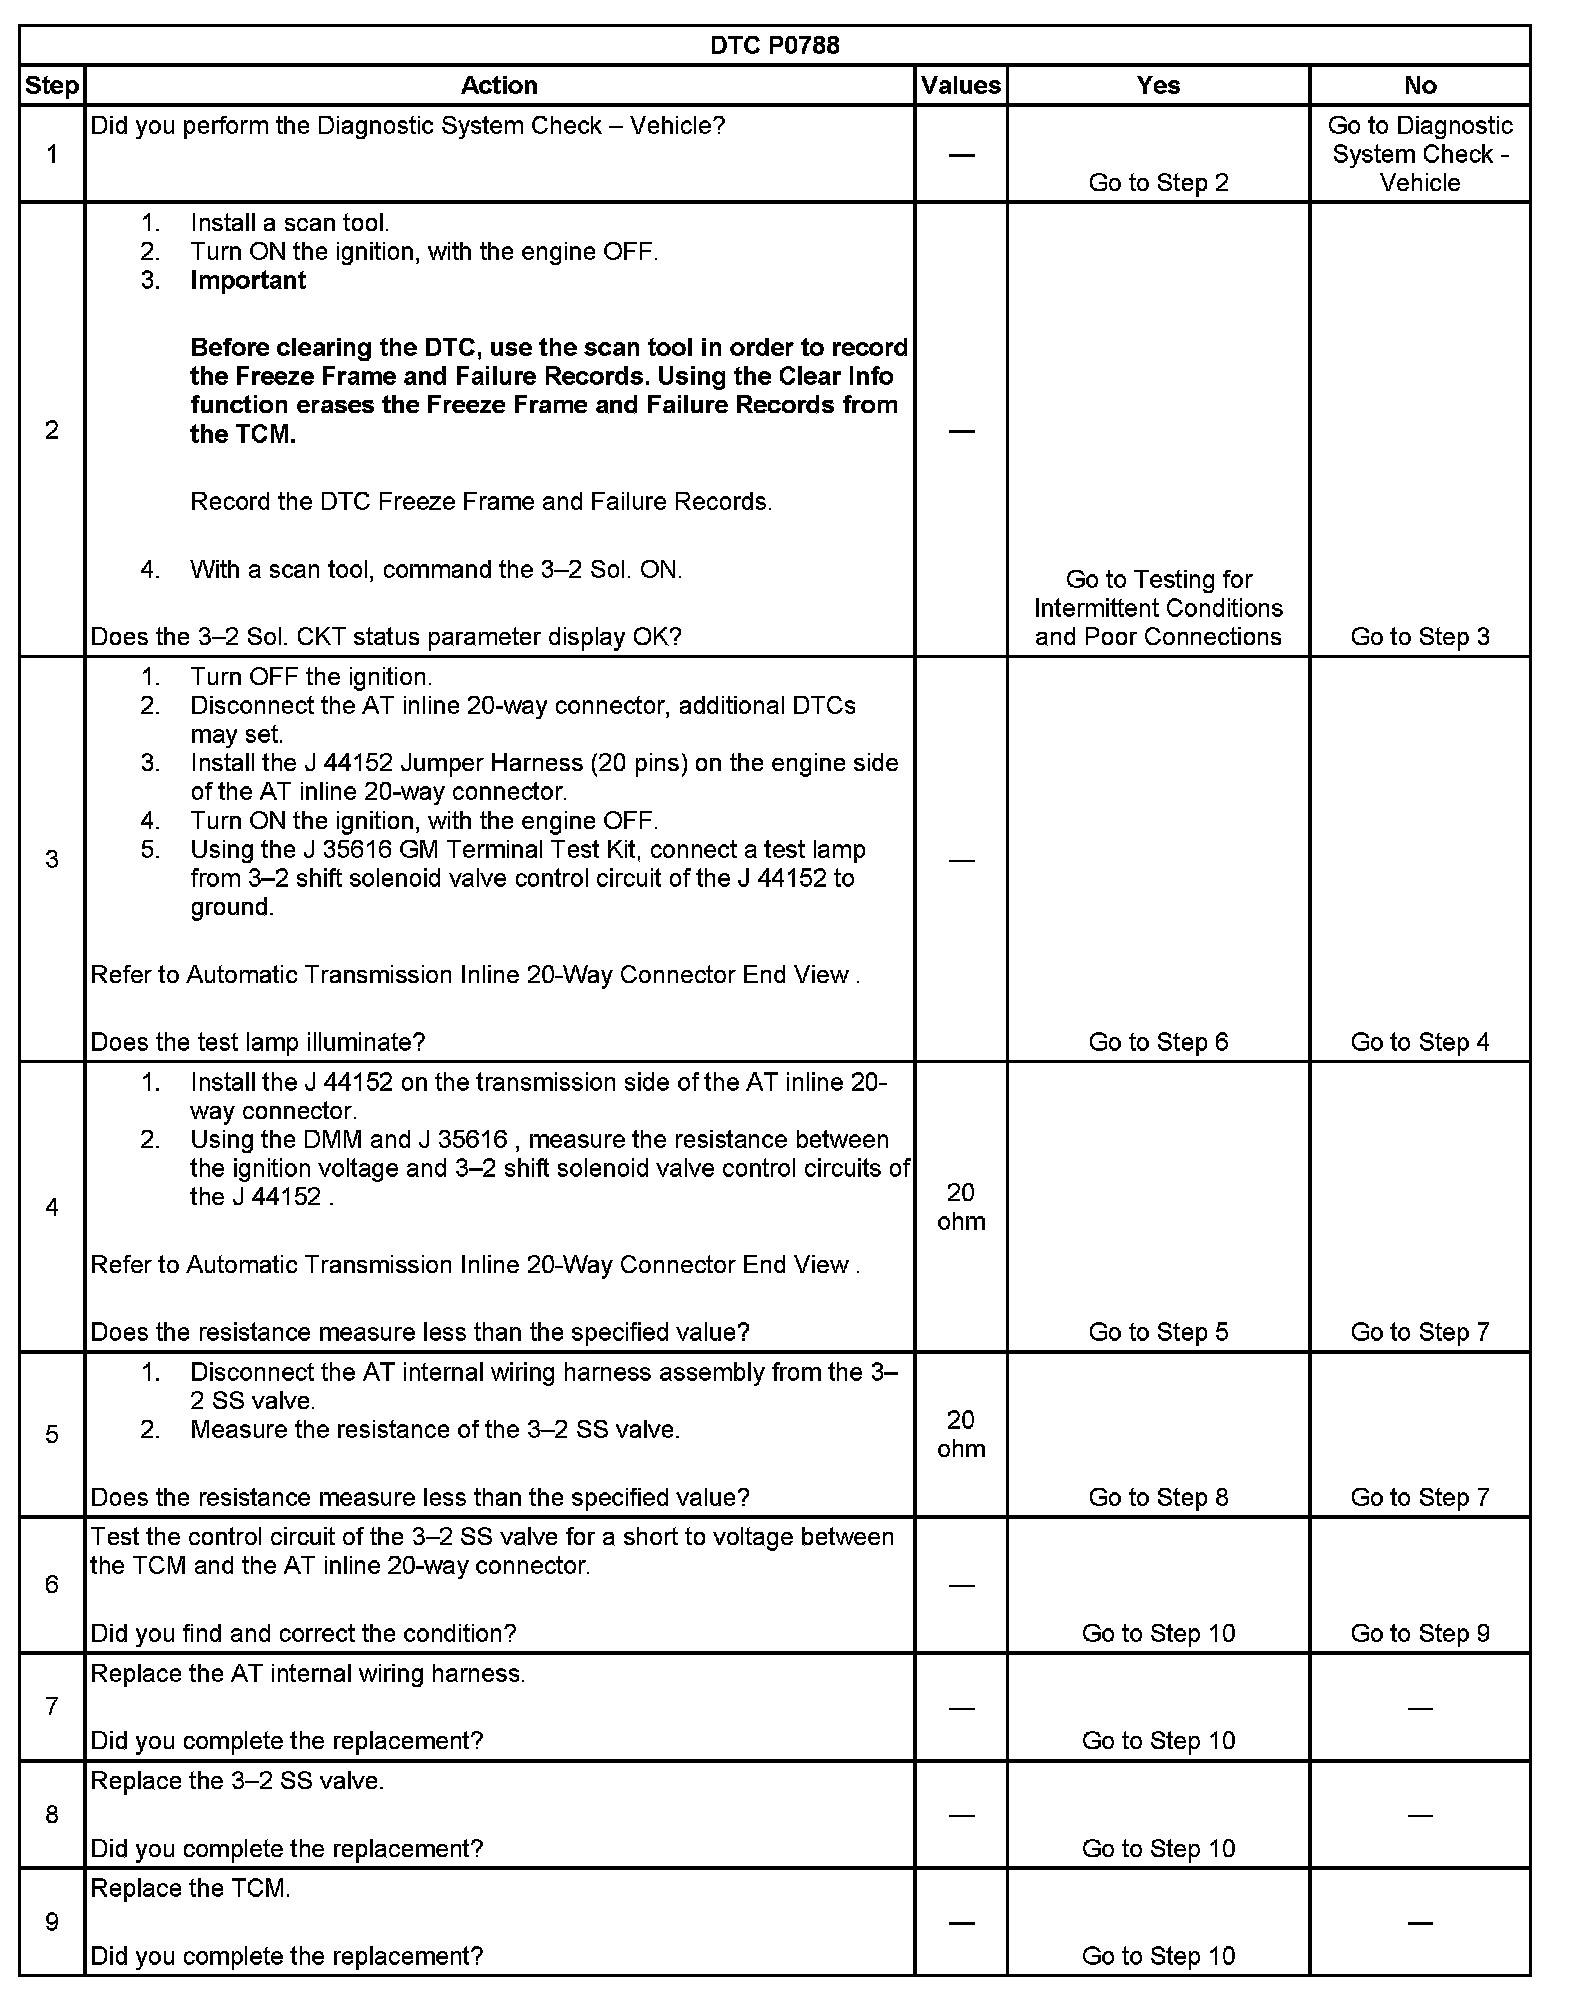 DTC P0788
Step Action Values Yes No
1
Did you perform the Diagnostic System Check – Vehicle?
—
Go to Step 2
Go to Diagnostic
System Check -
Vehicle
2
1. Install a scan tool.
2. Turn ON the ignition, with the engine OFF.
3. Important
Before clearing the DTC, use the scan tool in order to record
the Freeze Frame and Failure Records. Using the Clear Info
function erases the Freeze Frame and Failure Records from
the TCM.
Record the DTC Freeze Frame and Failure Records.
4. With a scan tool, command the 3–2 Sol. ON.
Does the 3–2 Sol. CKT status parameter display OK?
—
Go to Testing for
Intermittent Conditions
and Poor Connections
Go to Step 3
3
1. Turn OFF the ignition.
2. Disconnect the AT inline 20-way connector, additional DTCs
may set.
3. Install the J 44152 Jumper Harness (20 pins) on the engine side
of the AT inline 20-way connector.
4. Turn ON the ignition, with the engine OFF.
5. Using the J 35616 GM Terminal Test Kit, connect a test lamp
from 3–2 shift solenoid valve control circuit of the J 44152 to
ground.
Refer to Automatic Transmission Inline 20-Way Connector End View .
Does the test lamp illuminate?
—
Go to Step 6
Go to Step 4
4
1. Install the J 44152 on the transmission side of the AT inline 20-
way connector.
2. Using the DMM and J 35616 , measure the resistance between
the ignition voltage and 3–2 shift solenoid valve control circuits of
the J 44152 .
Refer to Automatic Transmission Inline 20-Way Connector End View .
Does the resistance measure less than the specified value?
20
ohm
Go to Step 5
Go to Step 7
5
1. Disconnect the AT internal wiring harness assembly from the 3–
2 SS valve.
2. Measure the resistance of the 3–2 SS valve.
Does the resistance measure less than the specified value?
20
ohm
Go to Step 8
Go to Step 7
6
Test the control circuit of the 3–2 SS valve for a short to voltage between
the TCM and the AT inline 20-way connector.
Did you find and correct the condition?
—
Go to Step 10
Go to Step 9
7
Replace the AT internal wiring harness.
Did you complete the replacement?
—
Go to Step 10
—
8
Replace the 3–2 SS valve.
Did you complete the replacement?
—
Go to Step 10
—
9
Replace the TCM.
Did you complete the replacement?
—
Go to Step 10
—